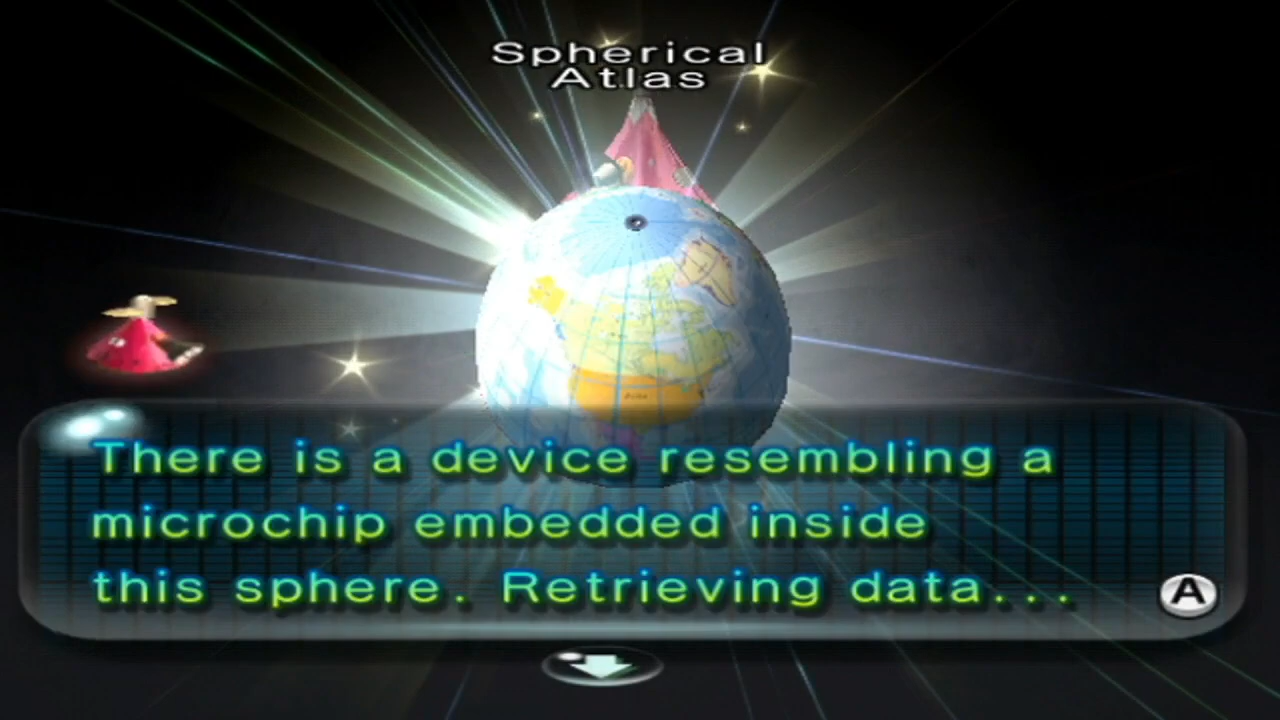 Spherical
Atlas
There is a device resembling a
microchip embedded inside
this sphere. Retrieving data...
A